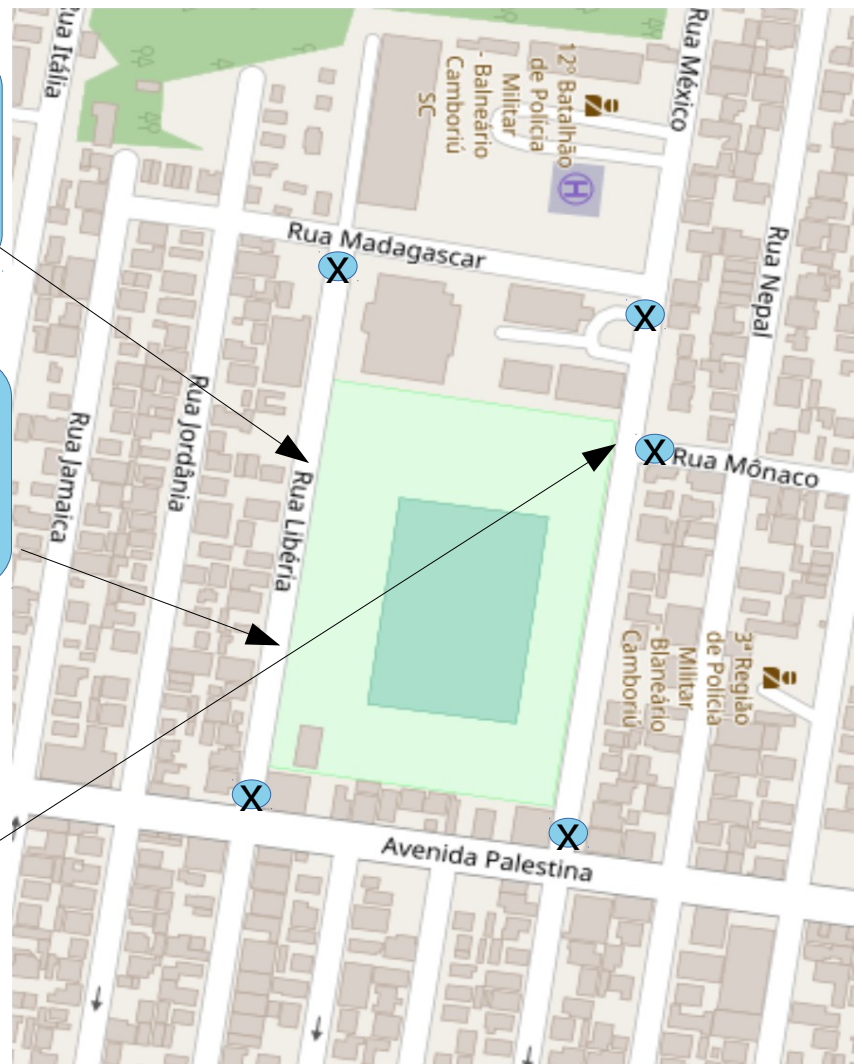 Rua Itália
12º Batalhão
de Polícia
Militar
- Balneário
Camboriú
SC
Rua México
H
Rua Madagascar
Rua Nepal
X
X
Rua Jordânia
Rua Jamaica
Rua Libéria
X
Rua Mônaco
3ª Região
de Polícia
Militar
Blaneário
Camboriú
X
X
Avenida Palestina